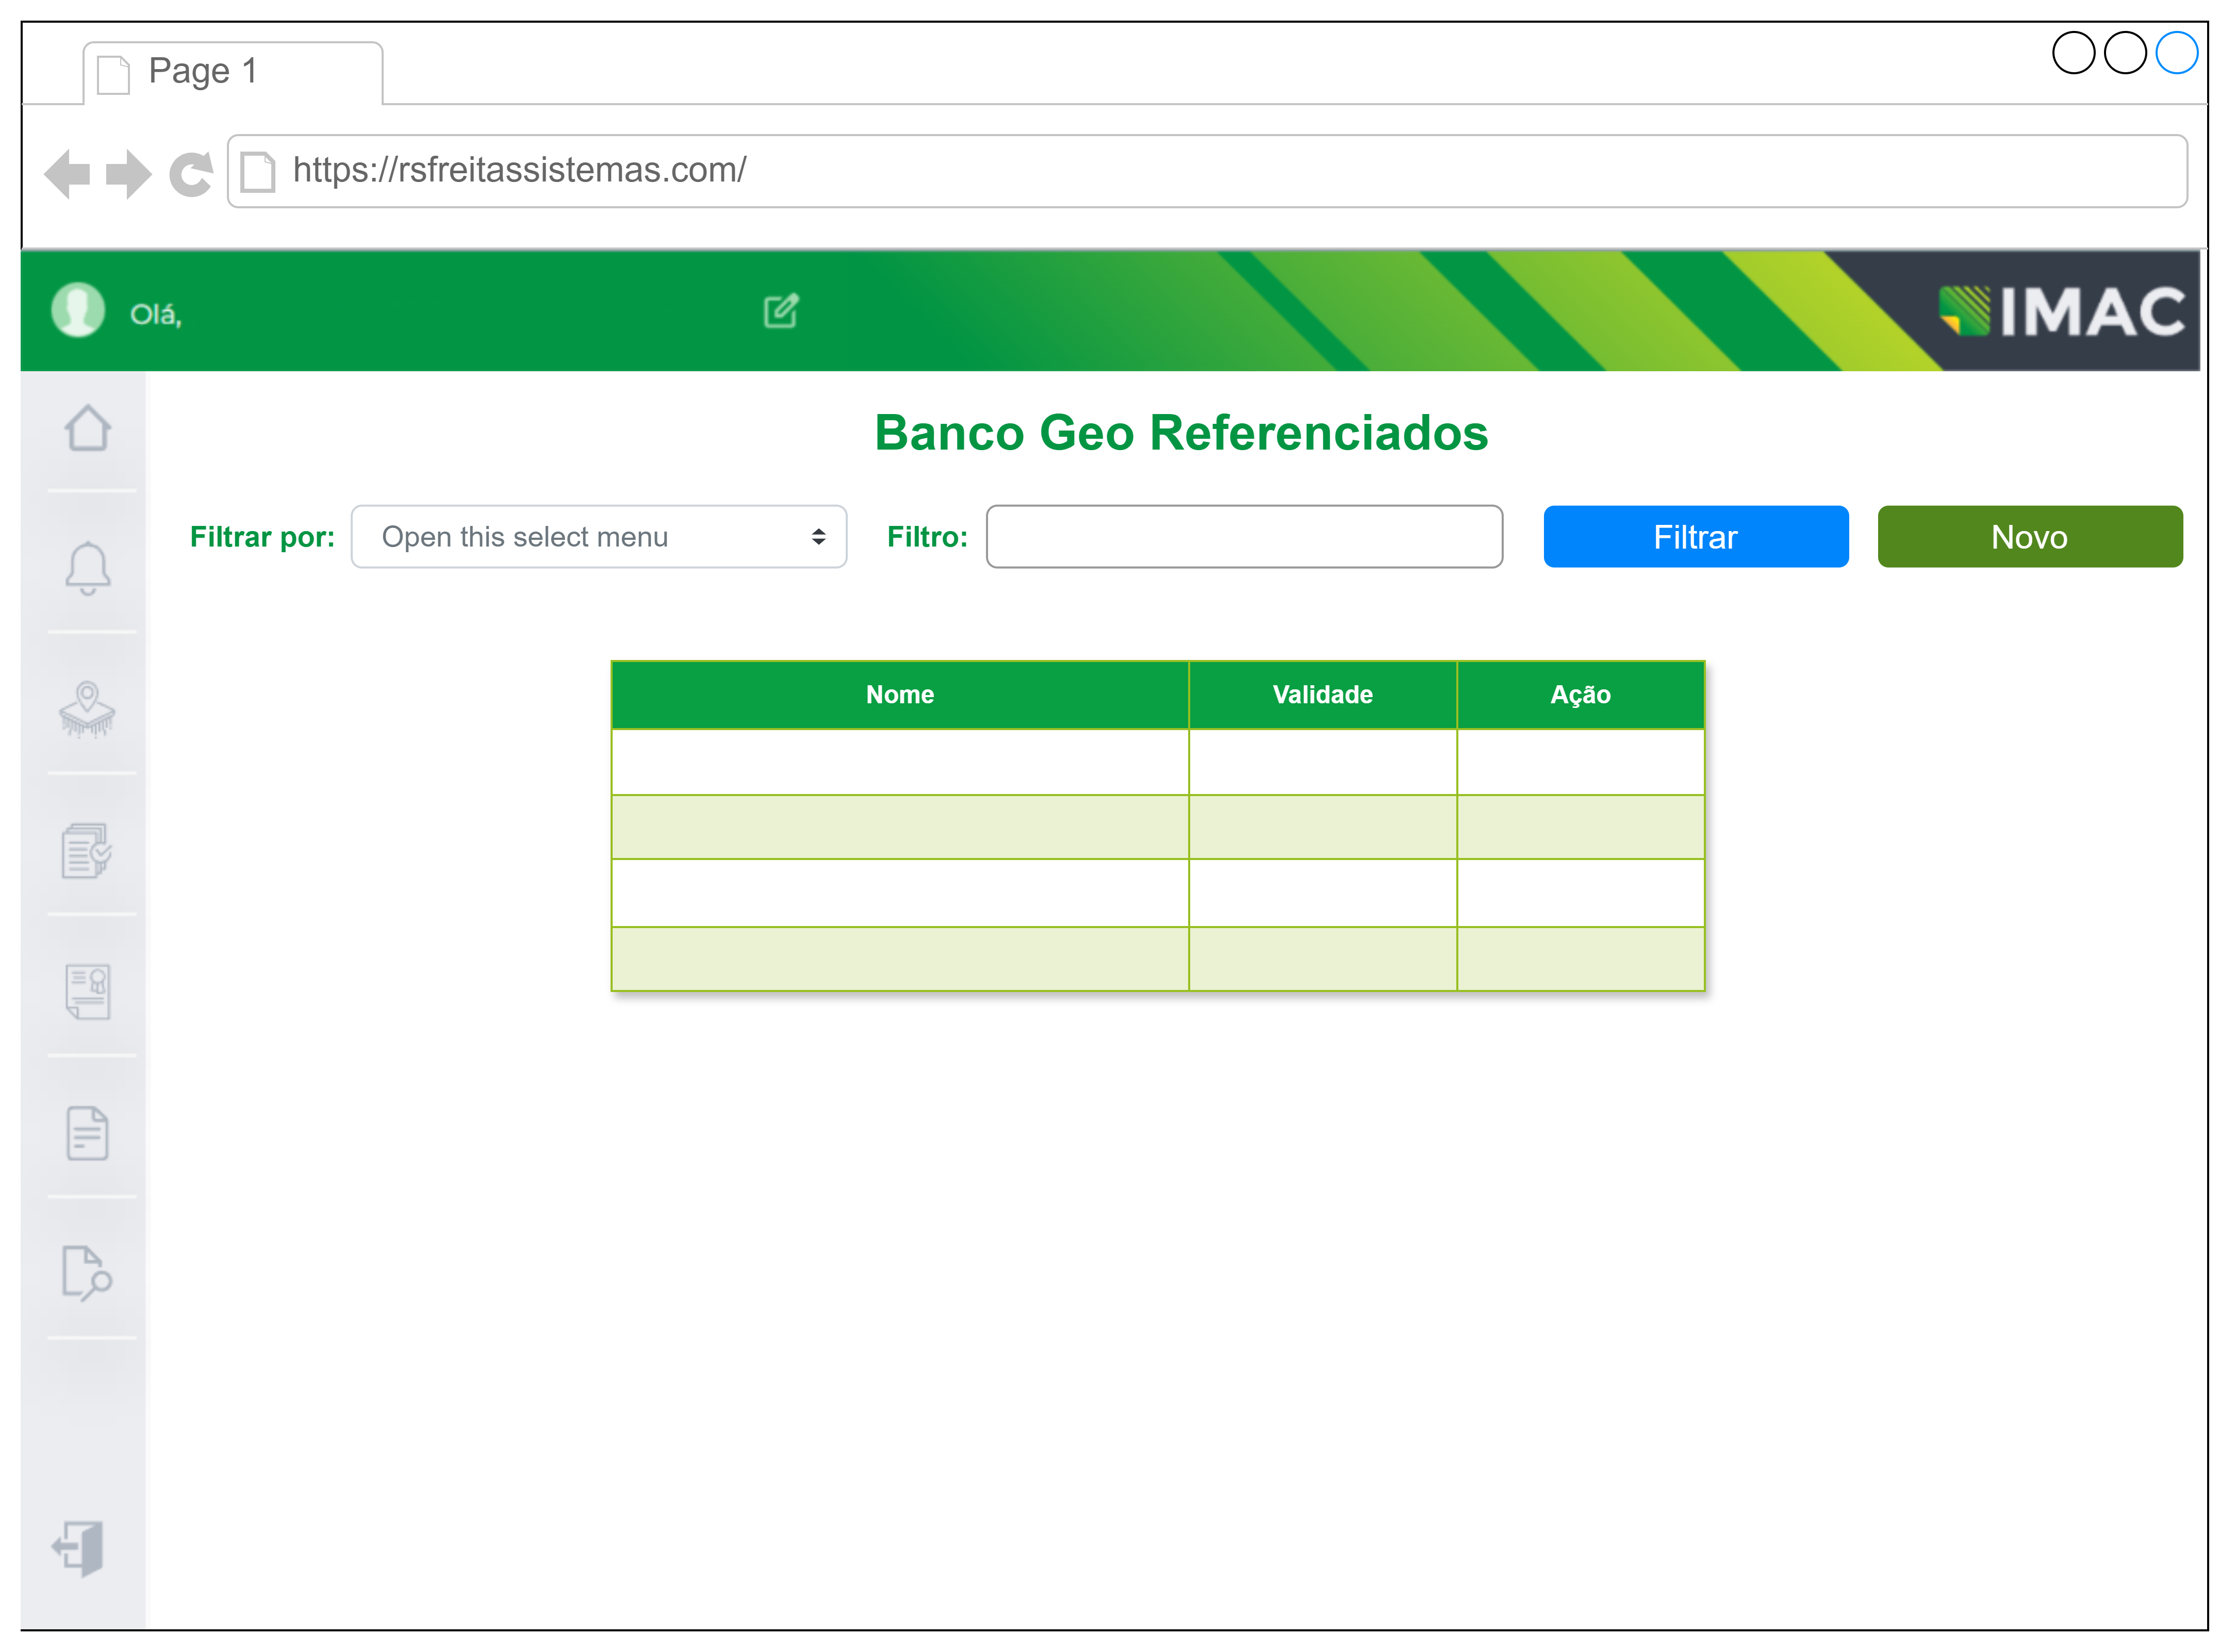 Page 1
https://rsfreitassistemas.com/
Olá,
IMAC
Banco Geo Referenciados
Filtrar por: Open this select menu Filtro: Filtrar Novo
Nome Validade Ação